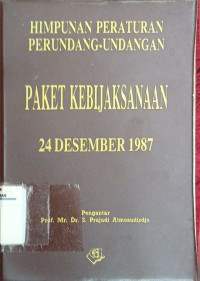 HIMPUNAN PERATURAN
PERUNDANG-UNDANGAN
PAKET KEBIJAKSANAAN
24 DESEMBER 1987
Pengantar
Prof. Mr. Dr. S. Prajudi Atmosudirdjo